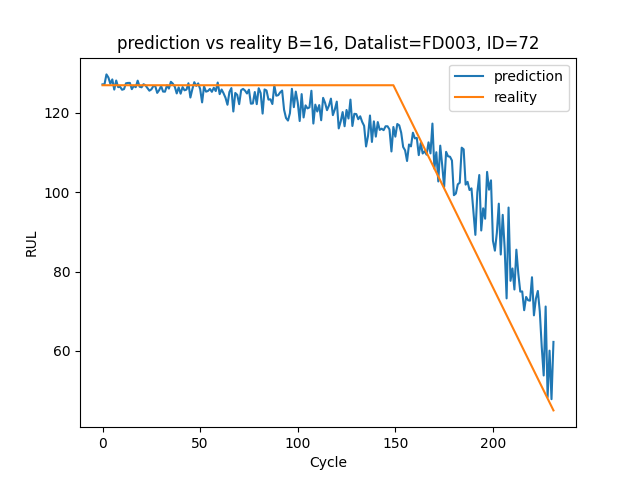 prediction vs reality B=16, Datalist=FD003, ID=72
prediction
reality
120
100
80
60
RUL
0
50
100
150
200
Cycle